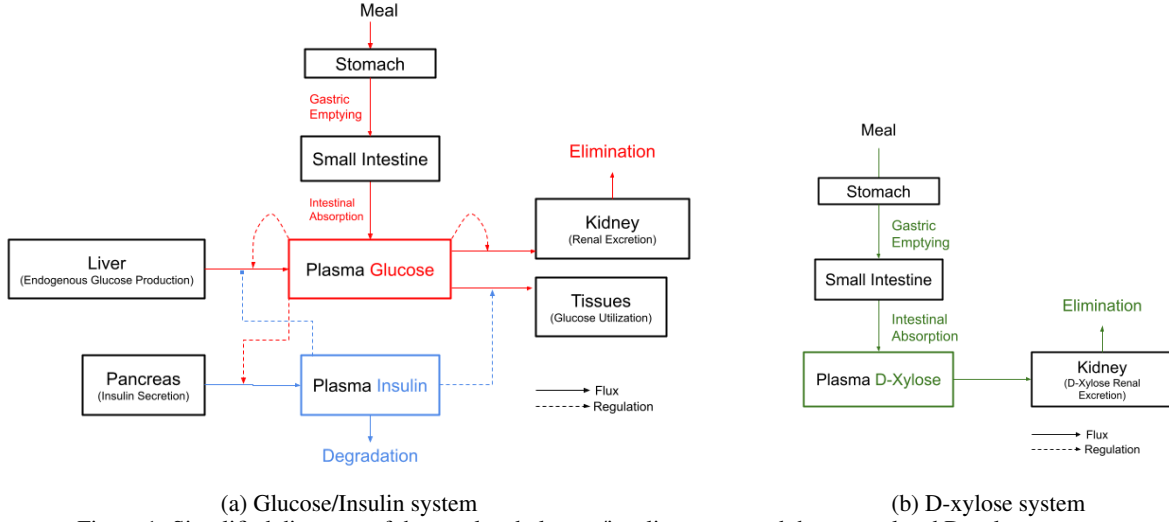 Meal
Stomach
Gastric
Emptying
Small Intestine
Intestinal
Absorption
Elimination
Kidney
(Renal Excretion)
Liver
(Endogenous Glucose Production)
Plasma Glucose
Tissues
(Glucose Utilization)
Pancreas
(Insulin Secretion)
Plasma Insulin
Flux
Regulation
Degradation
(a) Glucose/Insulin system
Meal
Stomach
Gastric
Emptying
Small Intestine
Intestinal
Absorption
Elimination
Plasma D-Xylose
Kidney
(D-Xylose Renal
Excretion)
Flux
Regulation
(b) D-xylose system